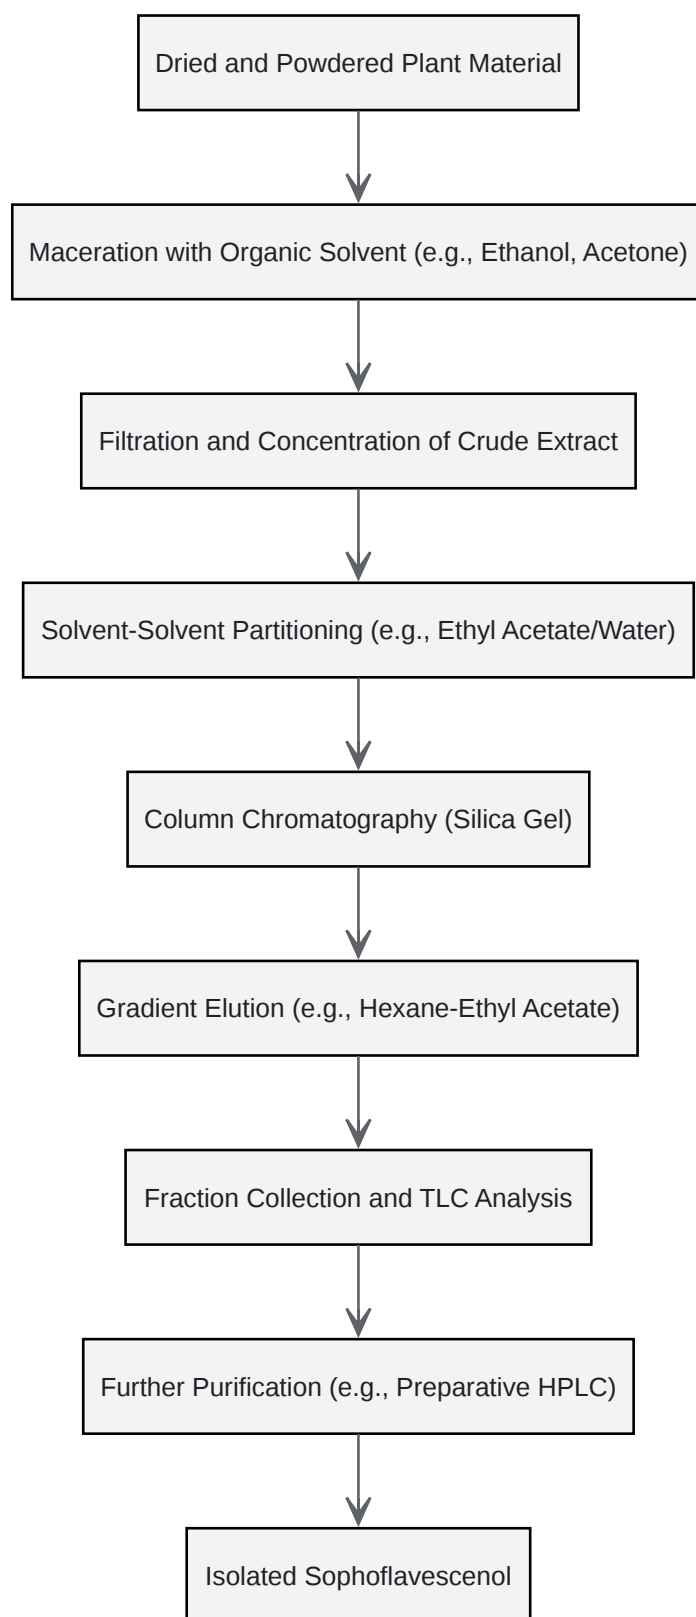 Dried and Powdered Plant Material
Maceration with Organic Solvent (e.g., Ethanol, Acetone)
Filtration and Concentration of Crude Extract
Solvent-Solvent Partitioning (e.g., Ethyl Acetate/Water)
Column Chromatography (Silica Gel)
Gradient Elution (e.g., Hexane-Ethyl Acetate)
Fraction Collection and TLC Analysis
Further Purification (e.g., Preparative HPLC)
Isolated Sophoflavescenol